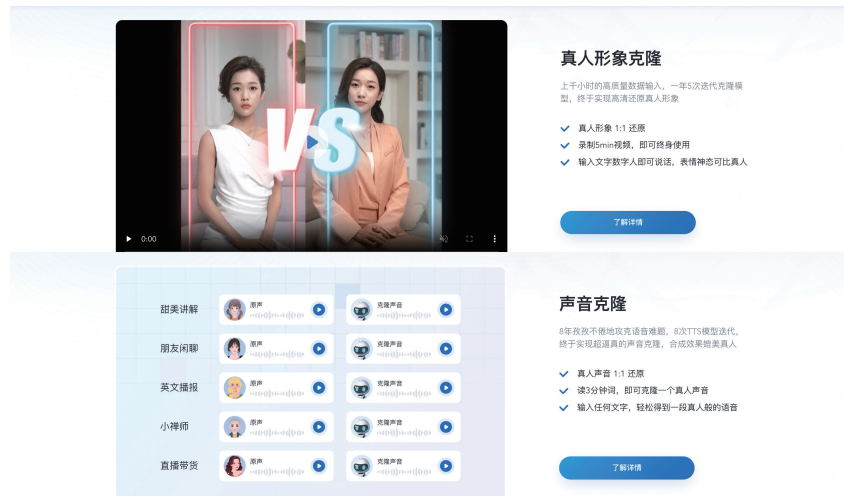 VS
0:00
真人形象克隆
上千小时的高质量数据输入，一年5次迭代克隆模
型，终于实现高清还原真人形象
真人形象 1:1 还原
录制5min视频，即可终身使用
输入文字数字人即可说话，表情神态可比真人
了解详情
甜美讲解
原声
克隆声音
朋友闲聊
原声
克隆声音
英文播报
原声
克隆声音
小禅师
原声
克隆声音
直播带货
原声
克隆声音
声音克隆
8年孜孜不倦地攻克语音难题，8次TTS模型迭代，
终于实现超逼真的声音克隆，合成效果媲美真人
真人声音 1:1 还原
读3分钟词，即可克隆一个真人声音
输入任何文字，轻松得到一段真人般的语音
了解详情